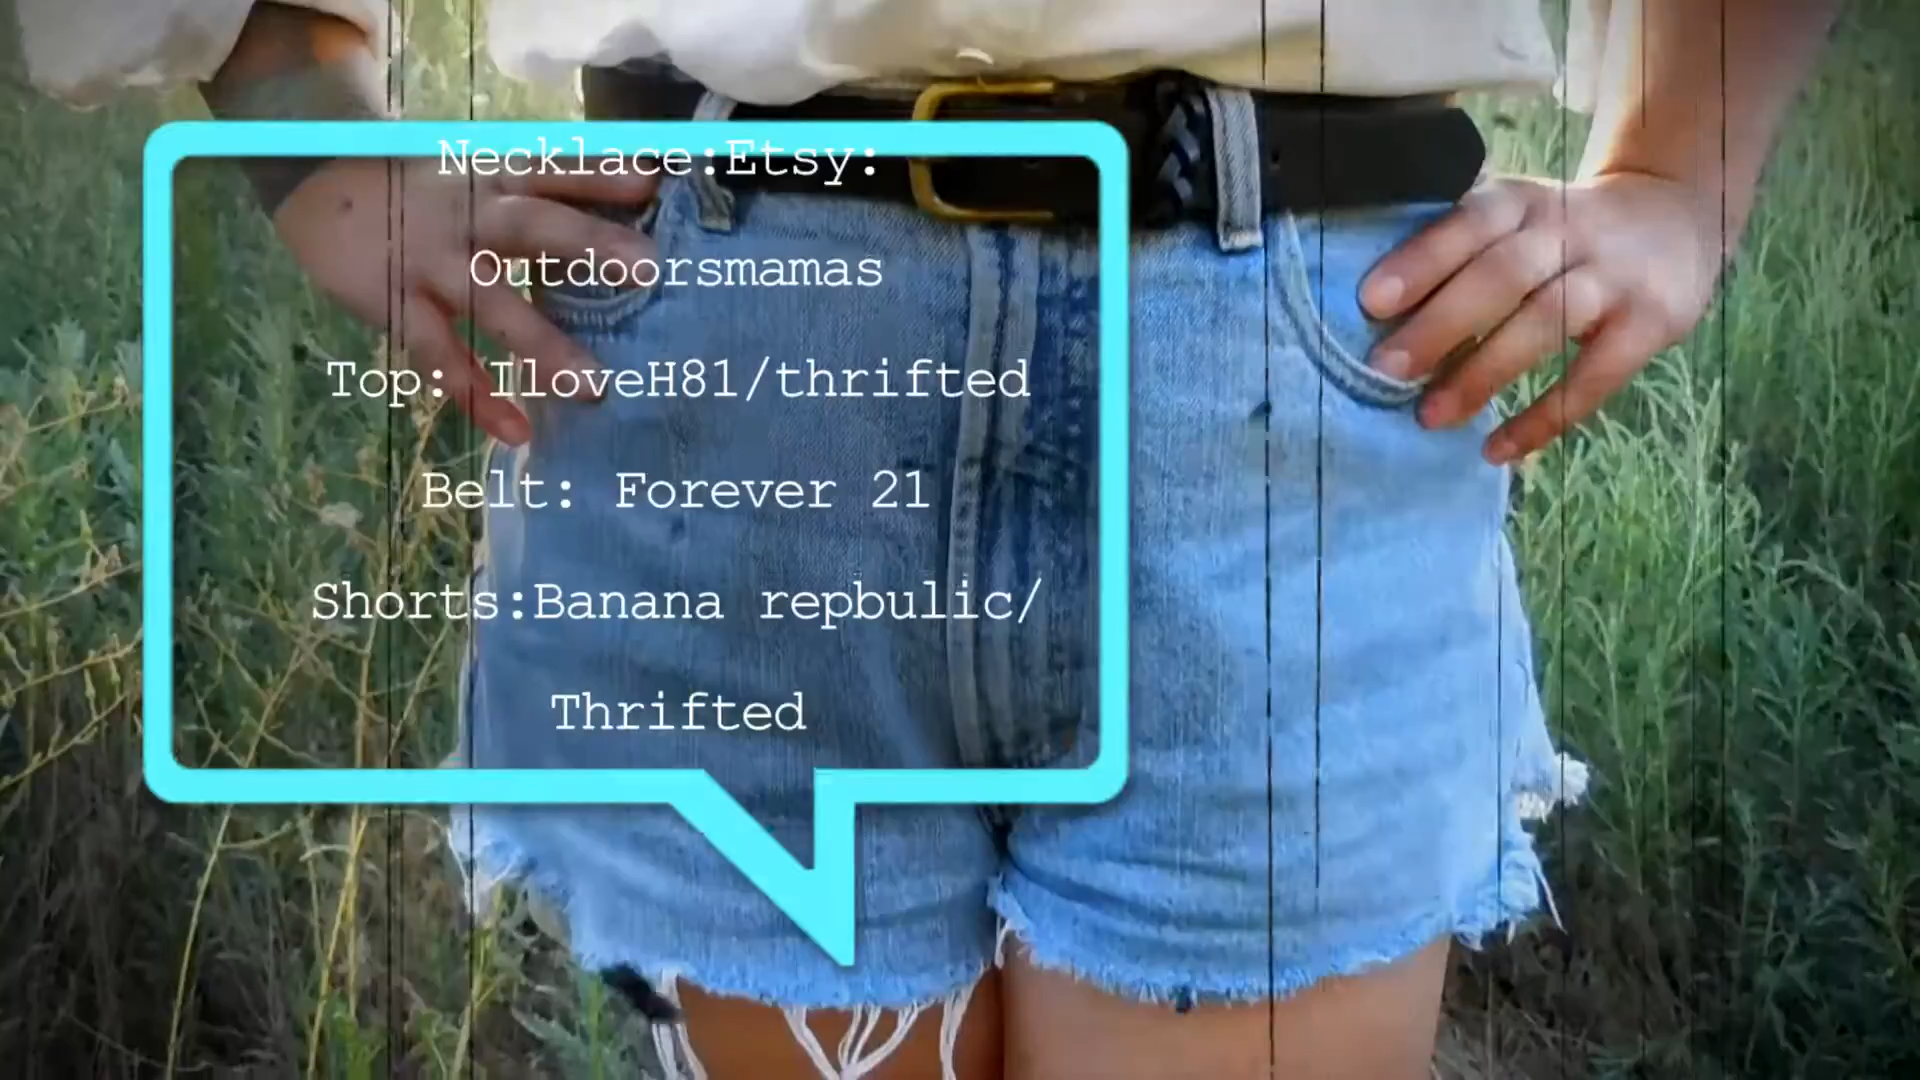 Necklace:Etsy:
Outdoorsmamas
Top: IloveH81/thrifted
Belt: Forever 21
Shorts:Banana repbulic/
Thrifted